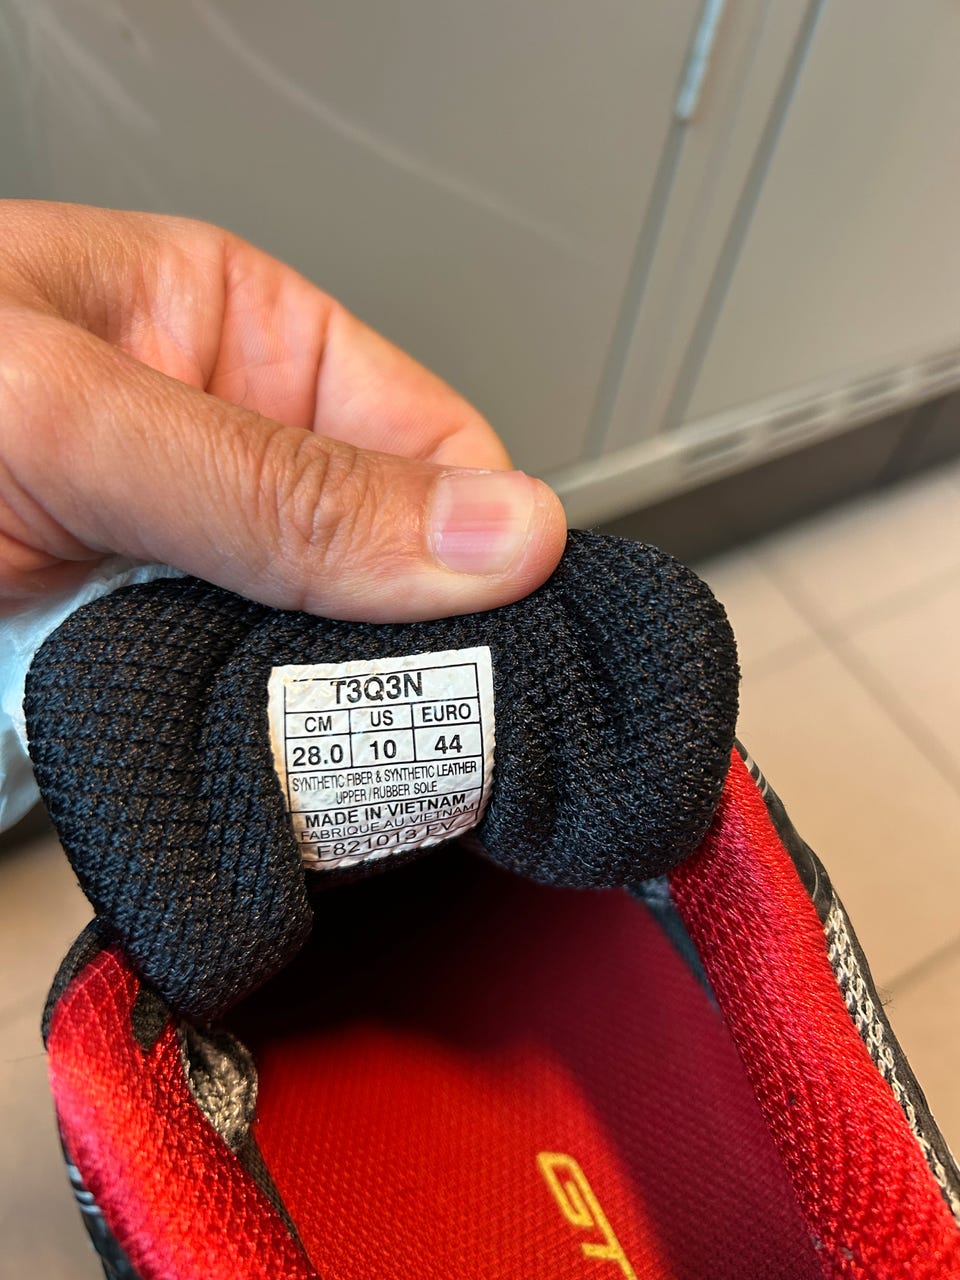 T3Q3N
CM US EURO
28.0 10 44
SYNTHETIC FIBER & SYNTHETIC LEATHER
UPPER / RUBBER SOLE
MADE IN VIETNAM
FABRIQUE AU VIETNAM
F821013 FV
GT